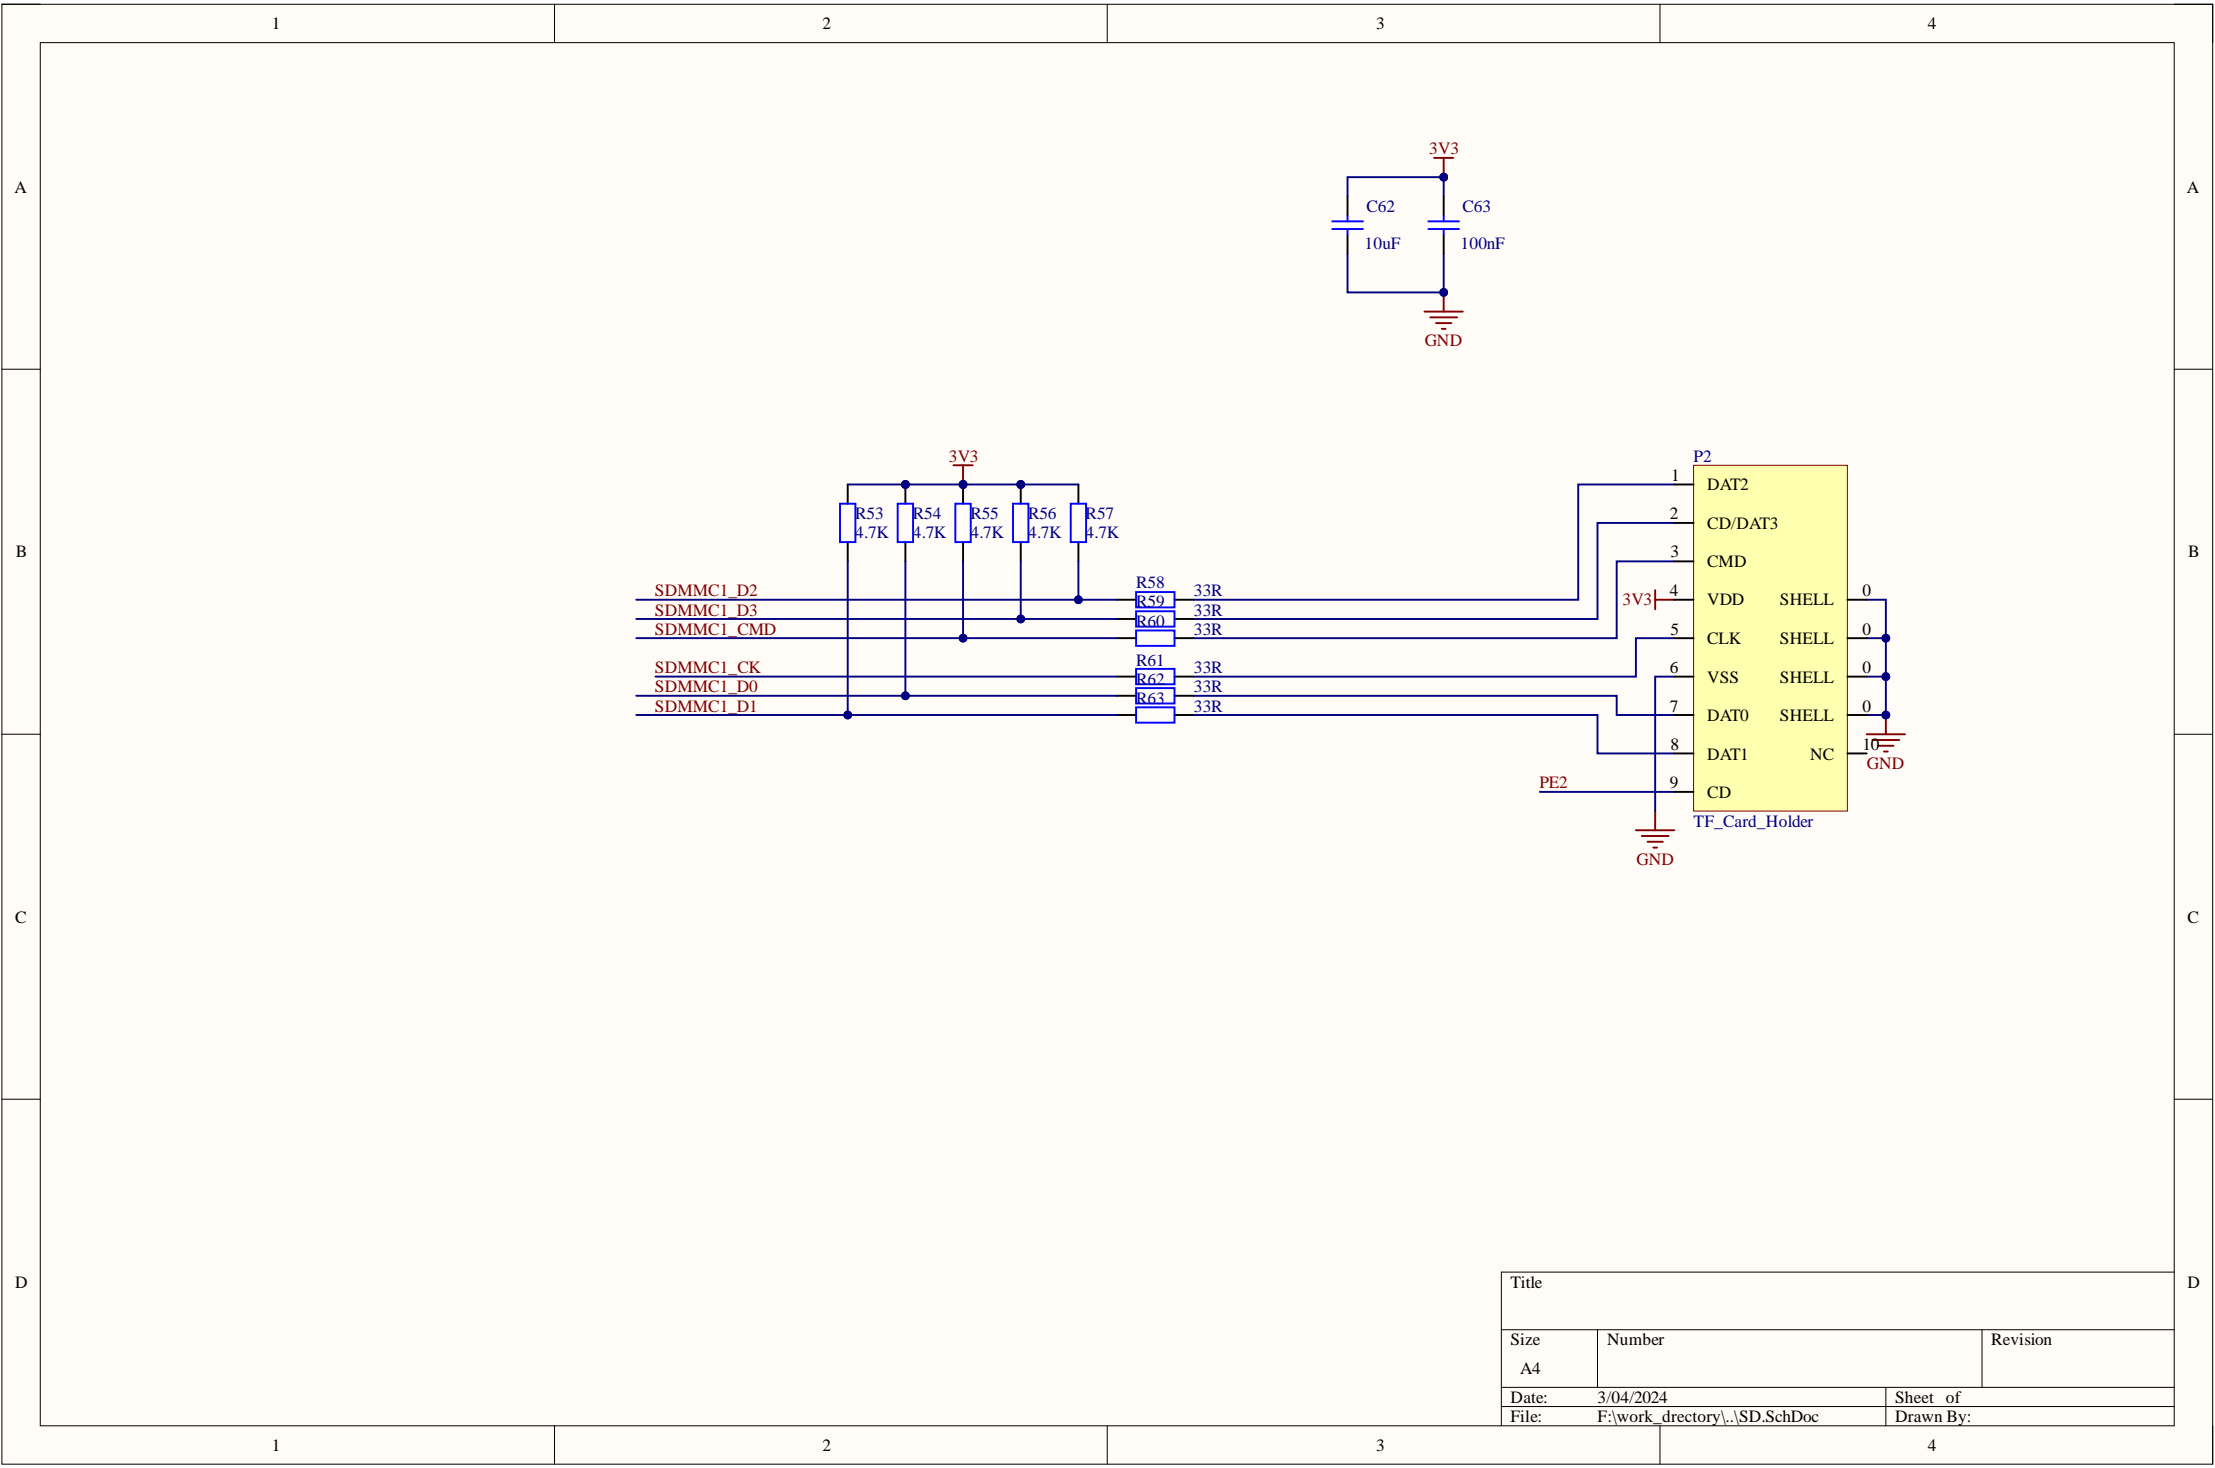 1 2 3 4
A A
3V3
C62 C63
10uF 100nF
GND
B B
3V3
R53 R54 R55 R56 R57
4.7K 4.7K 4.7K 4.7K 4.7K
SDMMC1_D2 R58 33R
SDMMC1_D3 R59 33R
SDMMC1_CMD R60 33R
SDMMC1_CK R61 33R
SDMMC1_D0 R62 33R
SDMMC1_D1 R63 33R
P2
1 DAT2
2 CD/DAT3
3 CMD
3V3 4 VDD SHELL 0
5 CLK SHELL 0
6 VSS SHELL 0
7 DAT0 SHELL 0
8 DAT1 NC 10
GND
PE2 9 CD
TF_Card_Holder
GND
C C
D D
Title
Size Number Revision
A4
Date: 3/04/2024 Sheet of
File: F:\work_drectory\..\SD.SchDoc Drawn By:
1 2 3 4